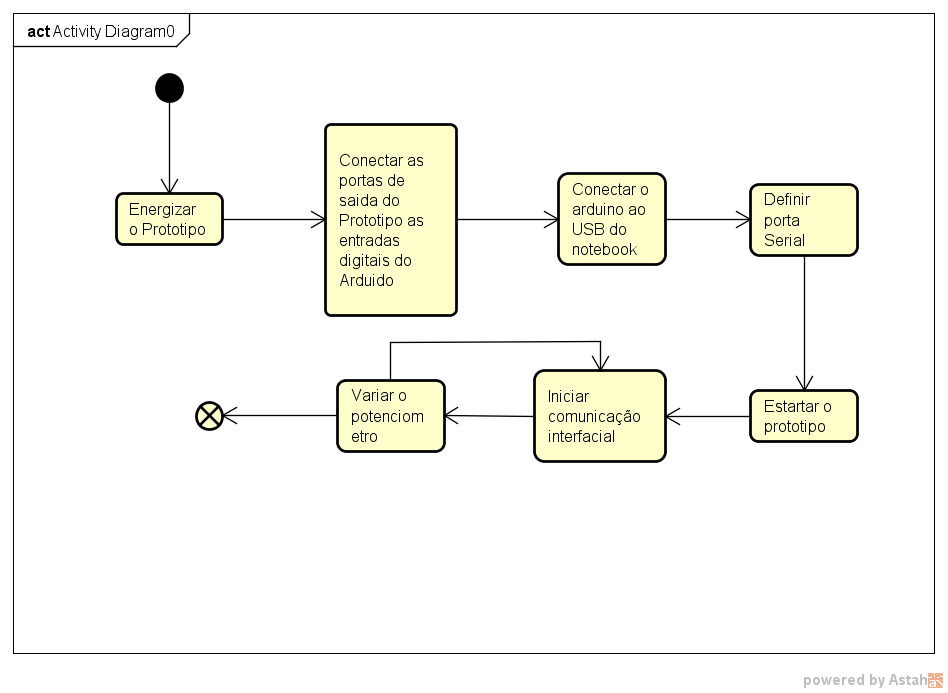 act Activity Diagram0
Energizar
o Prototipo
Conectar as
portas de
saida do
Prototipo as
entradas
digitais do
Arduido
Conectar o
arduino ao
USB do
notebook
Definir
porta
Serial
Variar o
potenciom
etro
Iniciar
comunicação
interfacial
Estartar o
prototipo
powered by Astah